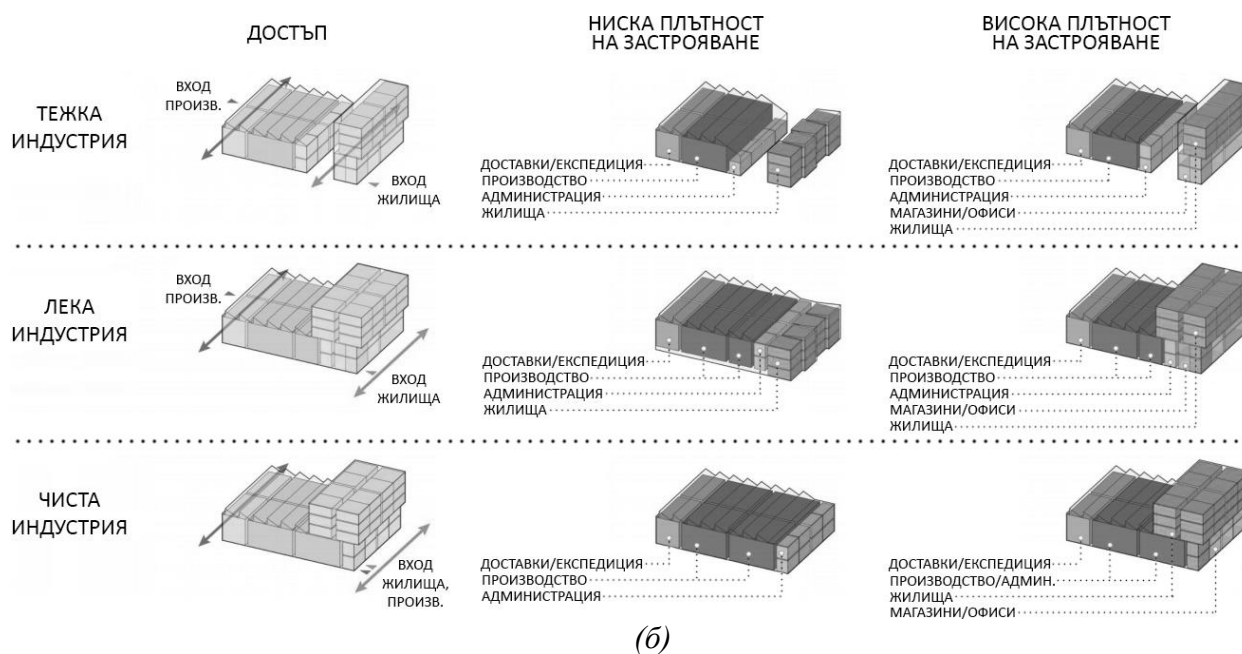 ДОСТЪП
НИСКА ПЛЪТНОСТ
НА ЗАСТРОЯВАНЕ
ВИСОКА ПЛЪТНОСТ
НА ЗАСТРОЯВАНЕ
ТЕЖКА
ИНДУСТРИЯ
ВХОД
ПРОИЗВ.
ВХОД
ЖИЛИЩА
ДОСТАВКИ/ЕКСПЕДИЦИЯ
ПРОИЗВОДСТВО
АДМИНИСТРАЦИЯ
ЖИЛИЩА
ДОСТАВКИ/ЕКСПЕДИЦИЯ
ПРОИЗВОДСТВО
АДМИНИСТРАЦИЯ
МАГАЗИНИ/ОФИСИ
ЖИЛИЩА
ЛЕКА
ИНДУСТРИЯ
ВХОД
ПРОИЗВ.
ВХОД
ЖИЛИЩА
ДОСТАВКИ/ЕКСПЕДИЦИЯ
ПРОИЗВОДСТВО
АДМИНИСТРАЦИЯ
ЖИЛИЩА
ДОСТАВКИ/ЕКСПЕДИЦИЯ
ПРОИЗВОДСТВО
АДМИНИСТРАЦИЯ
МАГАЗИНИ/ОФИСИ
ЖИЛИЩА
ЧИСТА
ИНДУСТРИЯ
ВХОД
ЖИЛИЩА,
ПРОИЗВ.
ДОСТАВКИ/ЕКСПЕДИЦИЯ
ПРОИЗВОДСТВО
АДМИНИСТРАЦИЯ
ДОСТАВКИ/ЕКСПЕДИЦИЯ
ПРОИЗВОДСТВО/АДМИН.
ЖИЛИЩА
МАГАЗИНИ/ОФИСИ
(б)